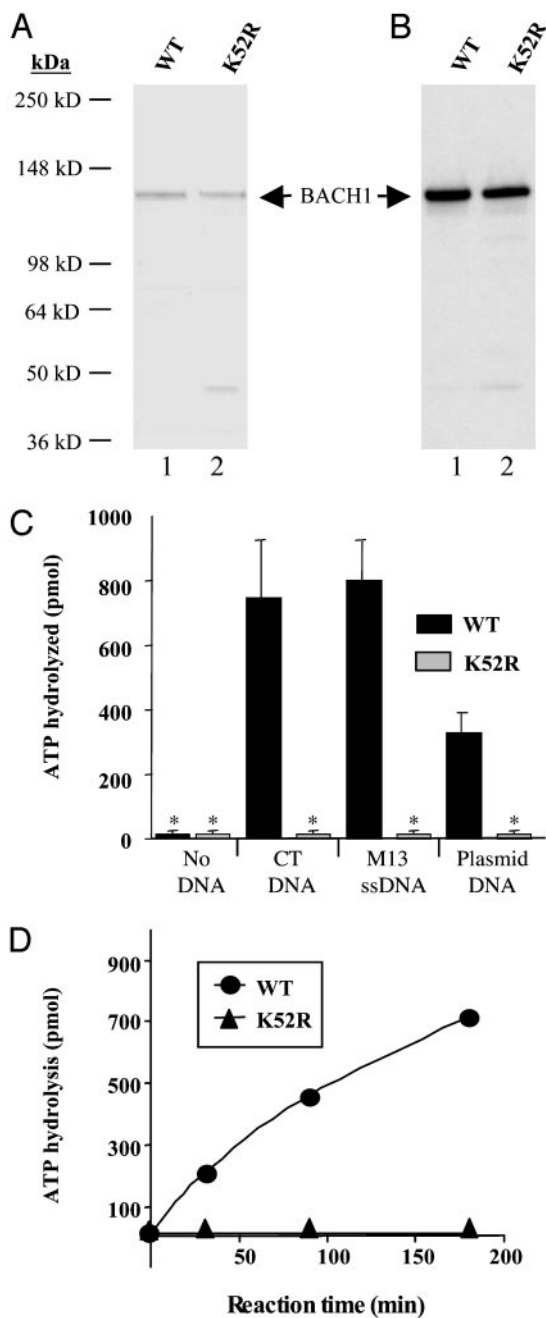 A
B
kDa
WT
K52R
WT
K52R
250 kD
148 kD
98 kD
64 kD
50 kD
36 kD
BACH1
1 2
1 2
C
ATP hydrolyzed (pmol)
1000
800
600
400
200
0
WT
K52R
* * * * *
No DNA
CT DNA
M13 ssDNA
Plasmid DNA
D
ATP hydrolysis (pmol)
900
700
500
300
100
WT
K52R
50 100 150 200
Reaction time (min)